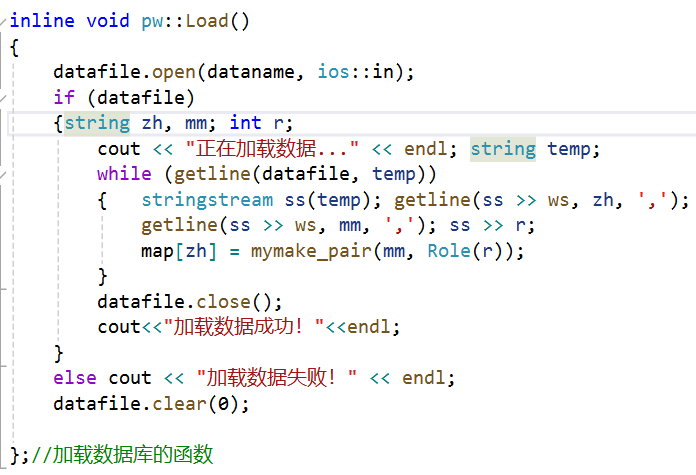 inline void pw::Load()
{
    datafile.open(dataname, ios::in);
    if (datafile)
    {string zh, mm; int r;
        cout << "正在加载数据..." << endl; string temp;
        while (getline(datafile, temp))
        {   stringstream ss(temp); getline(ss >> ws, zh, ',');
            getline(ss >> ws, mm, ','); ss >> r;
            map[zh] = mymake_pair(mm, Role(r));
        }
        datafile.close();
        cout<<"加载数据成功！"<<endl;
    }
    else cout << "加载数据失败！" << endl;
    datafile.clear(0);
};//加载数据库的函数